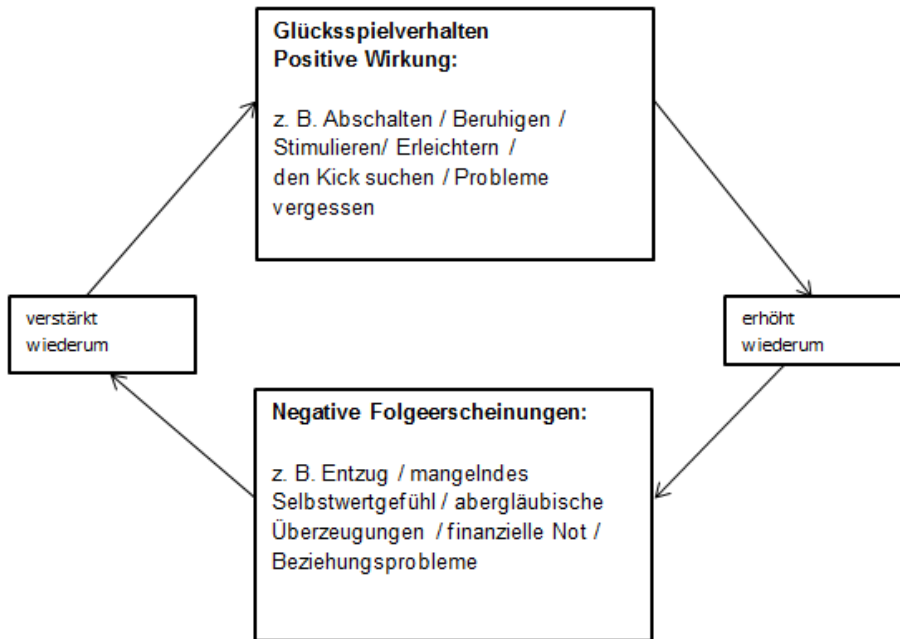 Glücksspielverhalten
Positive Wirkung:
z. B. Abschalten / Beruhigen /
Stimulieren/ Erleichtern /
den Kick suchen / Probleme
vergessen
verstärkt
wiederum
erhöht
wiederum
Negative Folgeerscheinungen:
z. B. Entzug / mangelndes
Selbstwertgefühl / abergläubische
Überzeugungen / finanzielle Not /
Beziehungsprobleme